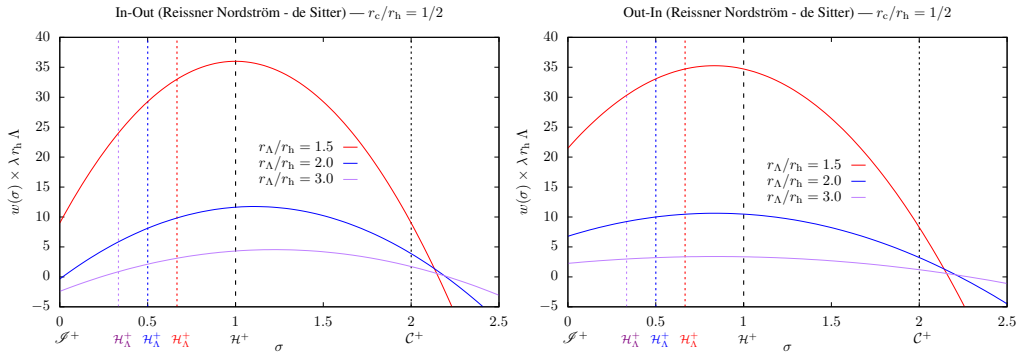 In-Out (Reissner Nordström - de Sitter) — r_c/r_h = 1/2
w(σ) × λ r_h Λ
40
35
30
25
20
15
10
5
0
−5
r_Λ/r_h = 1.5
r_Λ/r_h = 2.0
r_Λ/r_h = 3.0
0 0.5 1 1.5 2 2.5
ℐ⁺ ℋ_Λ⁺ ℋ_Λ⁺ ℋ_Λ⁺ ℋ⁺ σ 𝒞⁺
Out-In (Reissner Nordström - de Sitter) — r_c/r_h = 1/2
w(σ) × λ r_h Λ
40
35
30
25
20
15
10
5
0
−5
r_Λ/r_h = 1.5
r_Λ/r_h = 2.0
r_Λ/r_h = 3.0
0 0.5 1 1.5 2 2.5
ℐ⁺ ℋ_Λ⁺ ℋ_Λ⁺ ℋ_Λ⁺ ℋ⁺ σ 𝒞⁺